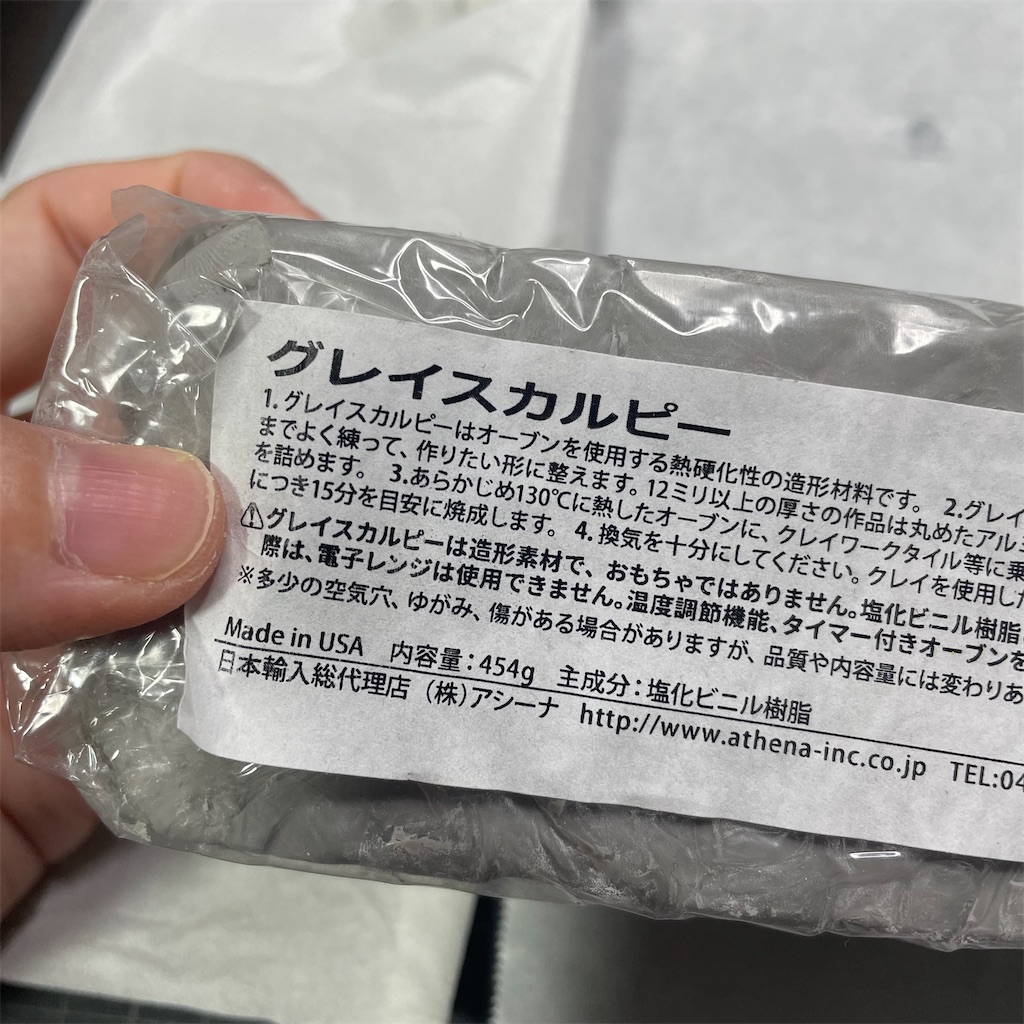 グレイスカルピー
1. グレイスカルピーはオーブンを使用する熱硬化性の造形材料です。 2.グレイ
までよく練って、作りたい形に整えます。12ミリ以上の厚さの作品は丸めたアルミ
を詰めます。 3.あらかじめ130℃に熱したオーブンに、クレイワークタイル等に乗
につき15分を目安に焼成します。 4. 換気を十分にしてください。クレイを使用した
⚠グレイスカルピーは造形素材で、おもちゃではありません。塩化ビニル樹脂
際は、電子レンジは使用できません。温度調節機能、タイマー付きオーブンを
※多少の空気穴、ゆがみ、傷がある場合がありますが、品質や内容量には変わりあ
Made in USA 内容量：454g 主成分：塩化ビニル樹脂
日本輸入総代理店 （株）アシーナ http://www.athena-inc.co.jp TEL:04